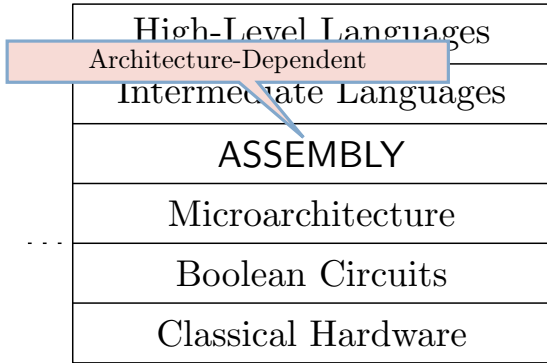 High-Level Languages
Architecture-Dependent
Intermediate Languages
ASSEMBLY
Microarchitecture
...
Boolean Circuits
Classical Hardware